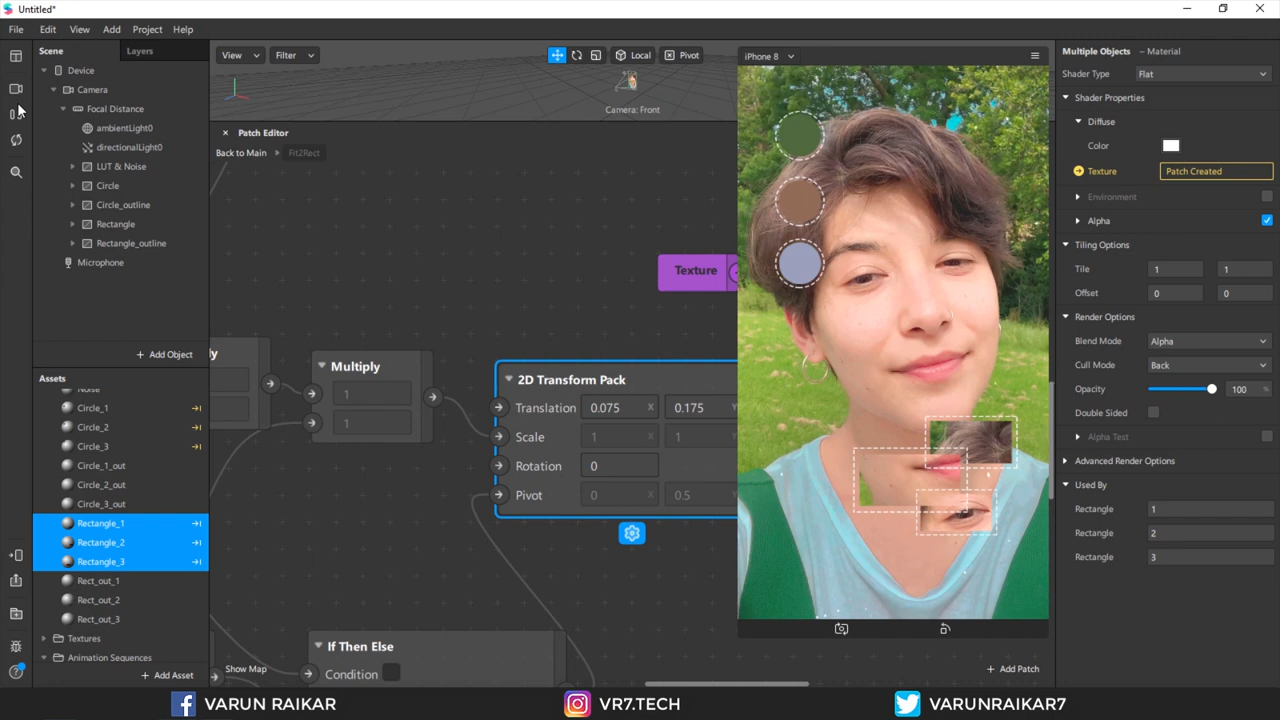 Untitled*
File Edit View Add Project Help
Scene Layers
Device
Camera
Focal Distance
ambientLight0
directionalLight0
LUT & Noise
Circle
Circle_outline
Rectangle
Rectangle_outline
Microphone
+ Add Object
Assets
Noise
Circle_1
Circle_2
Circle_3
Circle_1_out
Circle_2_out
Circle_3_out
Rectangle_1
Rectangle_2
Rectangle_3
Rect_out_1
Rect_out_2
Rect_out_3
Textures
Animation Sequences
+ Add Asset
View Filter Local Pivot
Camera: Front
× Patch Editor
Back to Main Fit2Rect
Texture
ly
Multiply
1
1
2D Transform Pack
Translation 0.075 X 0.175 Y
Scale 1 X 1
Rotation 0
Pivot 0 X 0.5
If Then Else
Condition
Show Map
+ Add Patch
iPhone 8
Multiple Objects – Material
Shader Type Flat
Shader Properties
Diffuse
Color
Texture Patch Created
Environment
Alpha
Tiling Options
Tile 1 1
Offset 0 0
Render Options
Blend Mode Alpha
Cull Mode Back
Opacity 100 %
Double Sided
Alpha Test
Advanced Render Options
Used By
Rectangle 1
Rectangle 2
Rectangle 3
VARUN RAIKAR VR7.TECH VARUNRAIKAR7